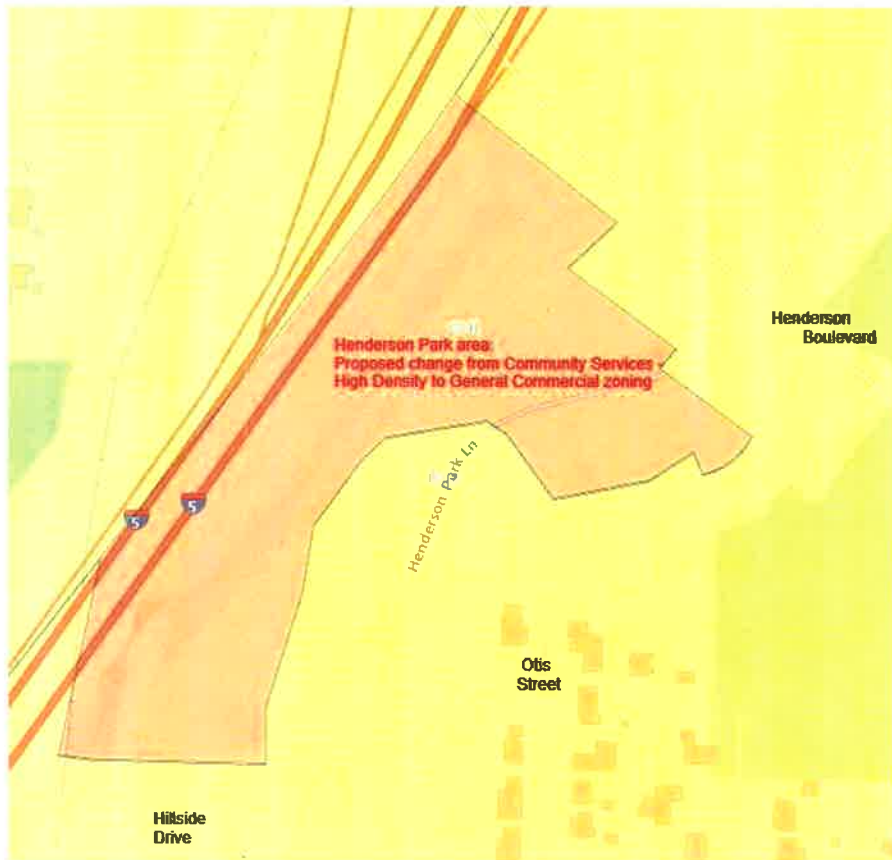 Henderson
Boulevard
Henderson Park area:
Proposed change from Community Services -
High Density to General Commercial zoning
Henderson Park Ln
5
5
Otis
Street
Hillside
Drive